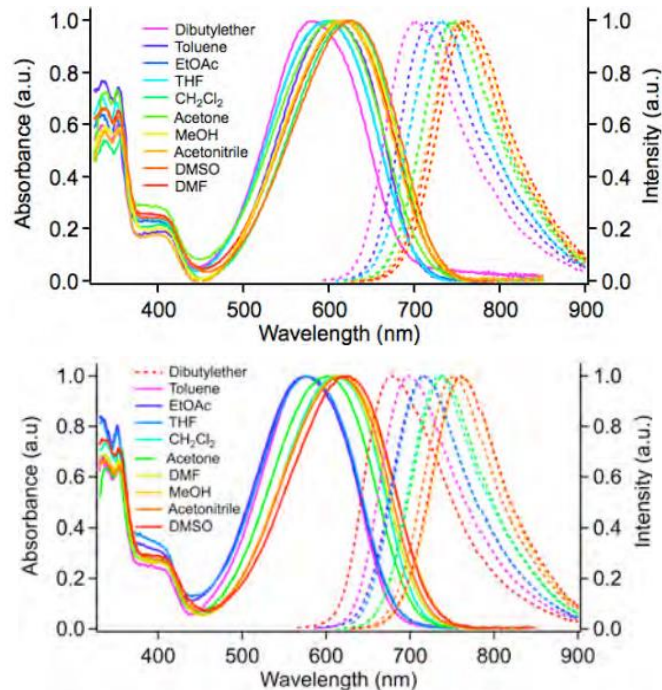 Absorbance (a.u.)
1.0
0.8
0.6
0.4
0.2
0.0
Dibutylether
Toluene
EtOAc
THF
CH₂Cl₂
Acetone
MeOH
Acetonitrile
DMSO
DMF
1.0
0.8
0.6
0.4
0.2
0.0
Intensity (a.u.)
400 500 600 700 800 900
Wavelength (nm)
Absorbance (a.u)
1.0
0.8
0.6
0.4
0.2
0.0
Dibutylether
Toluene
EtOAc
THF
CH₂Cl₂
Acetone
DMF
MeOH
Acetonitrile
DMSO
1.0
0.8
0.6
0.4
0.2
0.0
Intensity (a.u.)
400 500 600 700 800 900
Wavelength (nm)